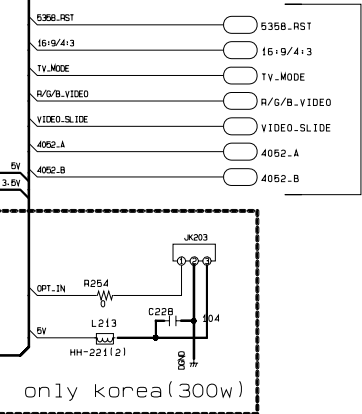 5358_RST 5358_RST
16:9/4:3 16:9/4:3
TV_MODE TV_MODE
R/G/B_VIDEO R/G/B_VIDEO
VIDEO_SLIDE VIDEO_SLIDE
4052_A 4052_A
5V
4052_B 4052_B
3.5V
JK203
1 2 3
OPT_IN R254
0
C228 104
5V L213
HH-221(2)
DGND
only korea(300w)